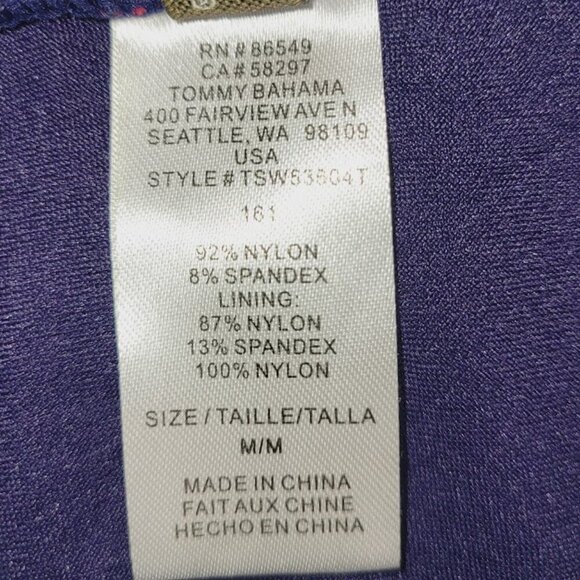 RN # 86549
CA # 58297
TOMMY BAHAMA
400 FAIRVIEW AVE N
SEATTLE, WA 98109
USA
STYLE # TSW53604T
161
92% NYLON
8% SPANDEX
LINING:
87% NYLON
13% SPANDEX
100% NYLON
SIZE / TAILLE/TALLA
M/M
MADE IN CHINA
FAIT AUX CHINE
HECHO EN CHINA